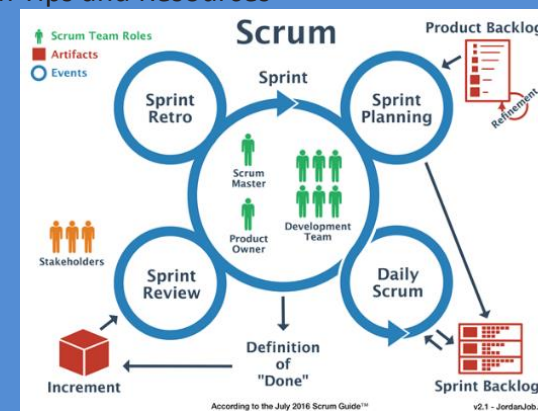 Tips and Resources
Scrum
Scrum Team Roles
Artifacts
Events
Product Backlog
Refinement
Sprint
Sprint
Retro
Sprint
Planning
Scrum
Master
Product
Owner
Development
Team
Stakeholders
Sprint
Review
Daily
Scrum
Increment
Definition
of
"Done"
Sprint Backlog
According to the July 2016 Scrum Guide™
v2.1 - JordanJob.